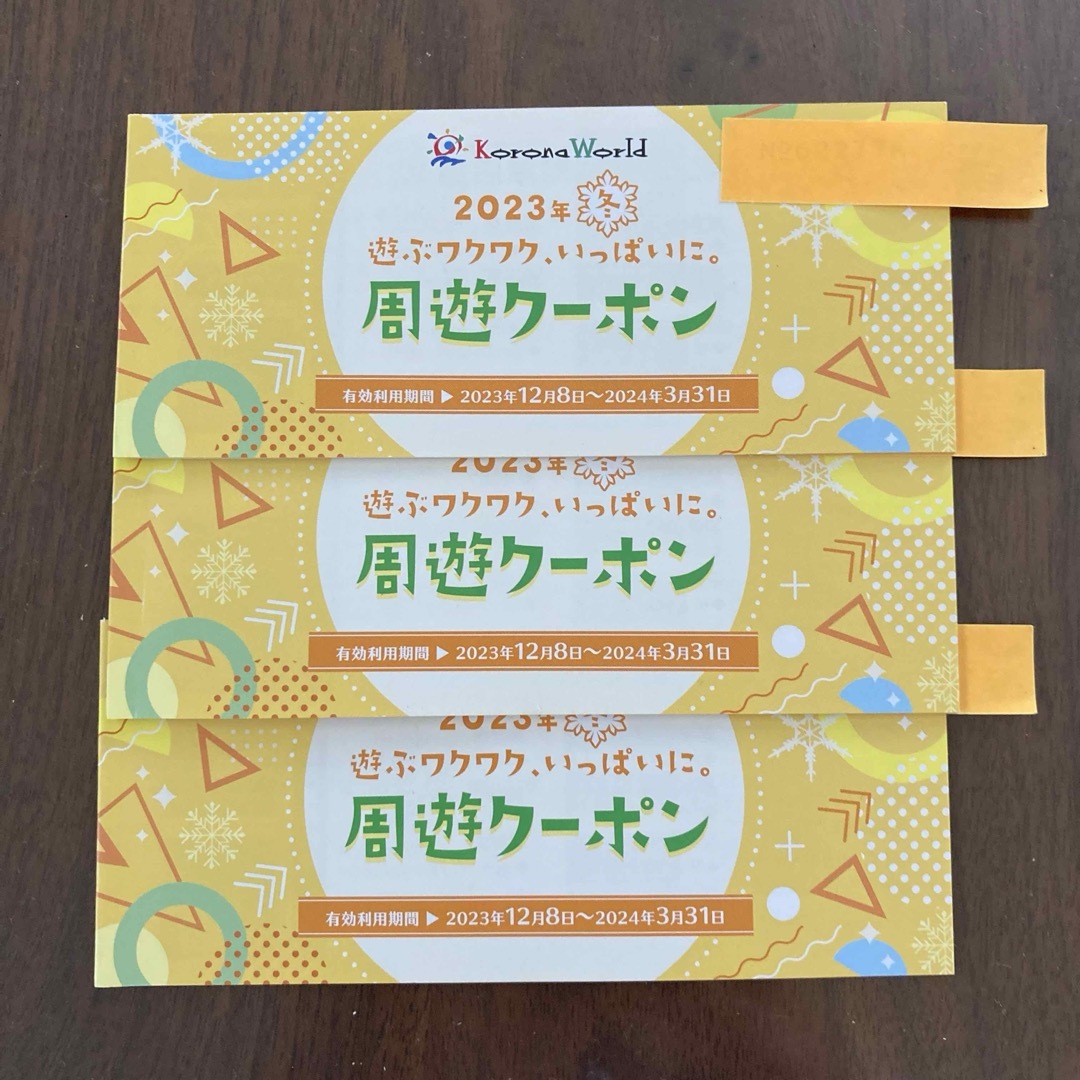 KoronaWorld
2023年 冬
遊ぶワクワク、いっぱいに。
周遊クーポン
有効利用期間 ▶ 2023年12月8日〜2024年3月31日
2023年 冬
遊ぶワクワク、いっぱいに。
周遊クーポン
有効利用期間 ▶ 2023年12月8日〜2024年3月31日
2023年 冬
遊ぶワクワク、いっぱいに。
周遊クーポン
有効利用期間 ▶ 2023年12月8日〜2024年3月31日